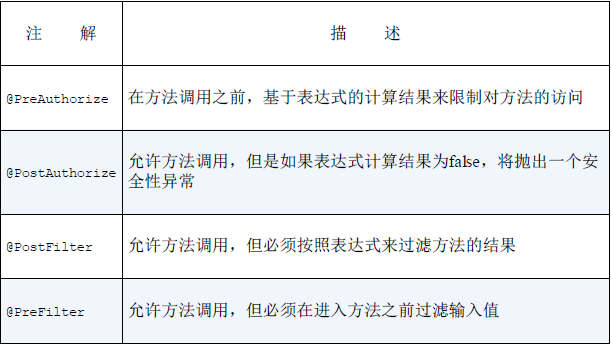 注 解 描 述
@PreAuthorize 在方法调用之前，基于表达式的计算结果来限制对方法的访问
@PostAuthorize 允许方法调用，但是如果表达式计算结果为false，将抛出一个安
全性异常
@PostFilter 允许方法调用，但必须按照表达式来过滤方法的结果
@PreFilter 允许方法调用，但必须在进入方法之前过滤输入值